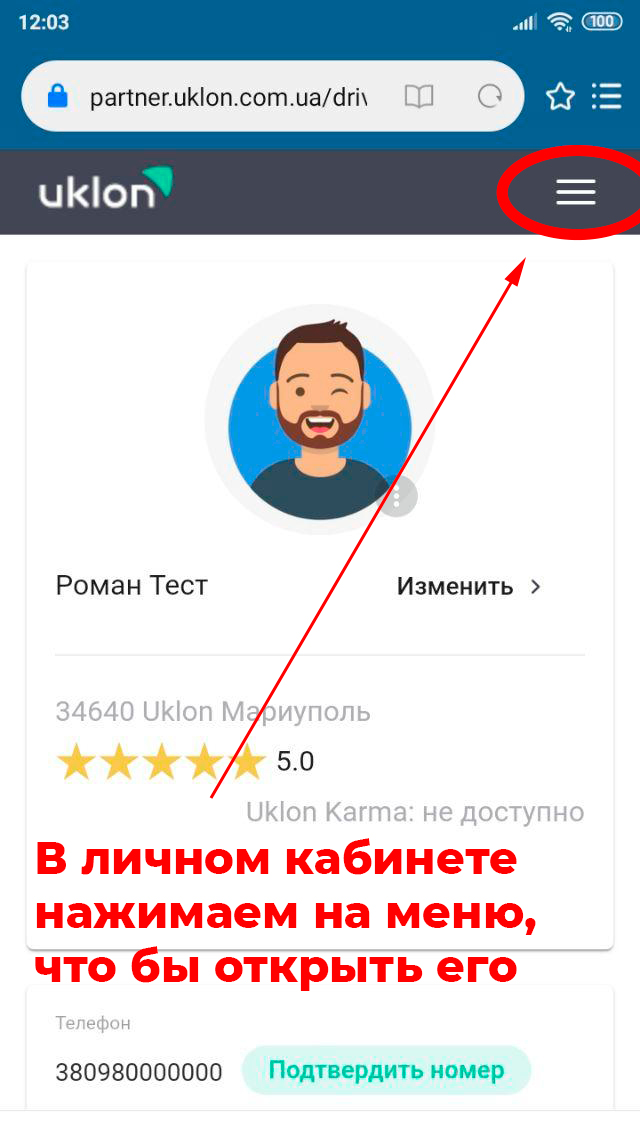 12:03
100
partner.uklon.com.ua/driv
uklon
Роман Тест
Изменить
34640 Uklon Мариуполь
5.0
Uklon Karma: не доступно
В личном кабинете
нажимаем на меню,
что бы открыть его
Телефон
380980000000
Подтвердить номер